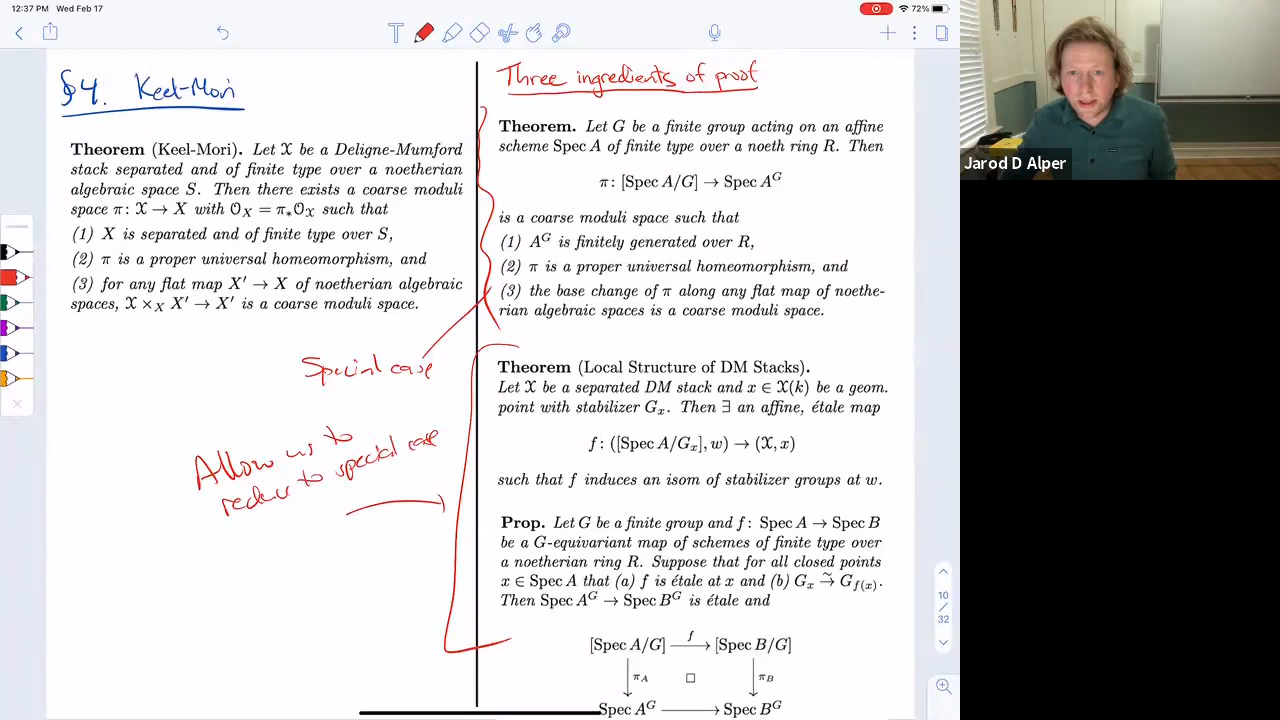 12:37 PM Wed Feb 17
72%
§4. Keel-Mori
Theorem (Keel-Mori). Let 𝒳 be a Deligne-Mumford
stack separated and of finite type over a noetherian
algebraic space S. Then there exists a coarse moduli
space π: 𝒳 → X with 𝒪_X = π_*𝒪_𝒳 such that
(1) X is separated and of finite type over S,
(2) π is a proper universal homeomorphism, and
(3) for any flat map X′ → X of noetherian algebraic
spaces, 𝒳 ×_X X′ → X′ is a coarse moduli space.
Special case
Allow us to
reduce to special case
Three ingredients of proof
Theorem. Let G be a finite group acting on an affine
scheme Spec A of finite type over a noeth ring R. Then
π: [Spec A/G] → Spec A^G
is a coarse moduli space such that
(1) A^G is finitely generated over R,
(2) π is a proper universal homeomorphism, and
(3) the base change of π along any flat map of noethe-
rian algebraic spaces is a coarse moduli space.
Theorem (Local Structure of DM Stacks).
Let 𝒳 be a separated DM stack and x ∈ 𝒳(k) be a geom.
point with stabilizer G_x. Then ∃ an affine, étale map
f: ([Spec A/G_x], w) → (𝒳, x)
such that f induces an isom of stabilizer groups at w.
Prop. Let G be a finite group and f: Spec A → Spec B
be a G-equivariant map of schemes of finite type over
a noetherian ring R. Suppose that for all closed points
x ∈ Spec A that (a) f is étale at x and (b) G_x ⥲ G_{f(x)}.
Then Spec A^G → Spec B^G is étale and
[Spec A/G] f → [Spec B/G]
π_A □ π_B
Spec A^G → Spec B^G
10
/
32
Jarod D Alper